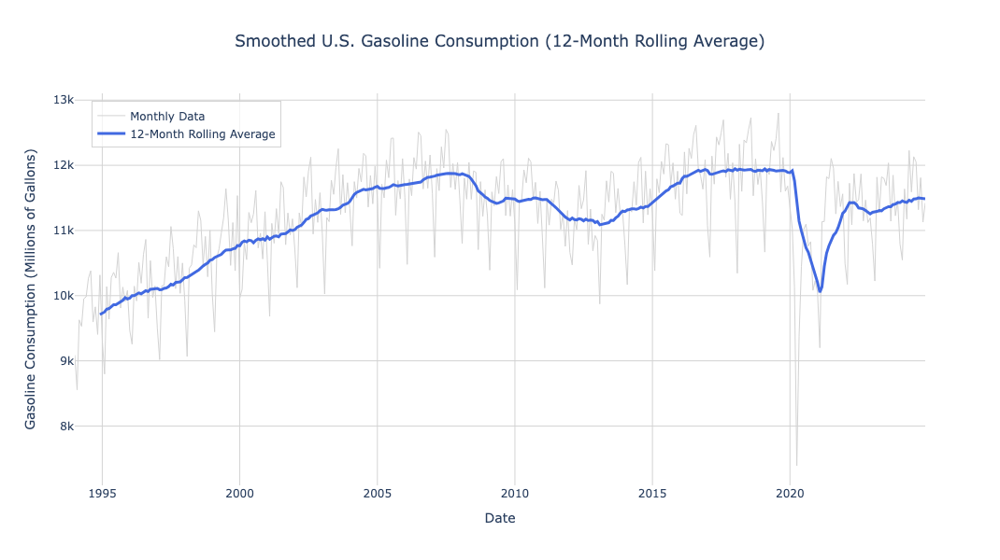 Smoothed U.S. Gasoline Consumption (12-Month Rolling Average)
Monthly Data
12-Month Rolling Average
Gasoline Consumption (Millions of Gallons)
13k
12k
11k
10k
9k
8k
1995 2000 2005 2010 2015 2020
Date